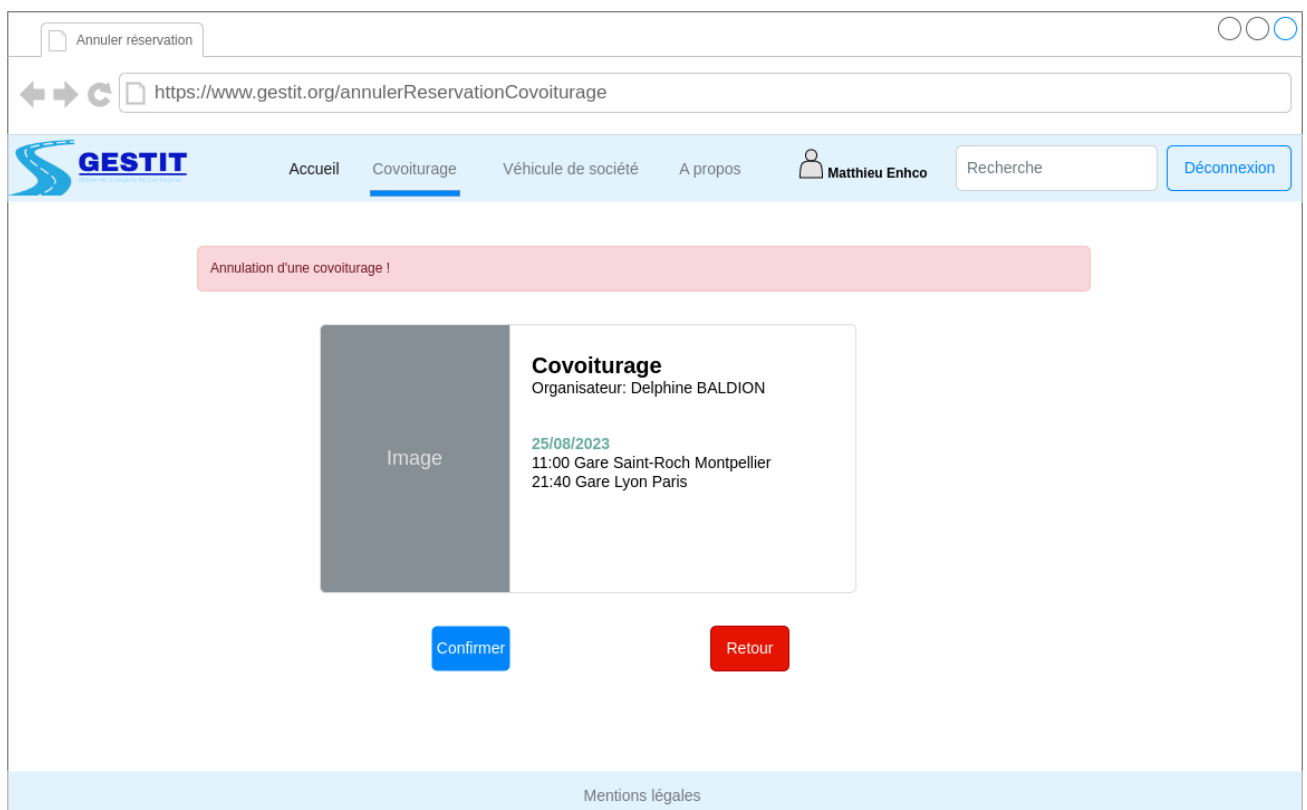 Annuler réservation
https://www.gestit.org/annulerReservationCovoiturage
GESTIT
Accueil Covoiturage Véhicule de société A propos Matthieu Enhco Recherche Déconnexion
Annulation d'une covoiturage !
Image
Covoiturage
Organisateur: Delphine BALDION
25/08/2023
11:00 Gare Saint-Roch Montpellier
21:40 Gare Lyon Paris
Confirmer Retour
Mentions légales